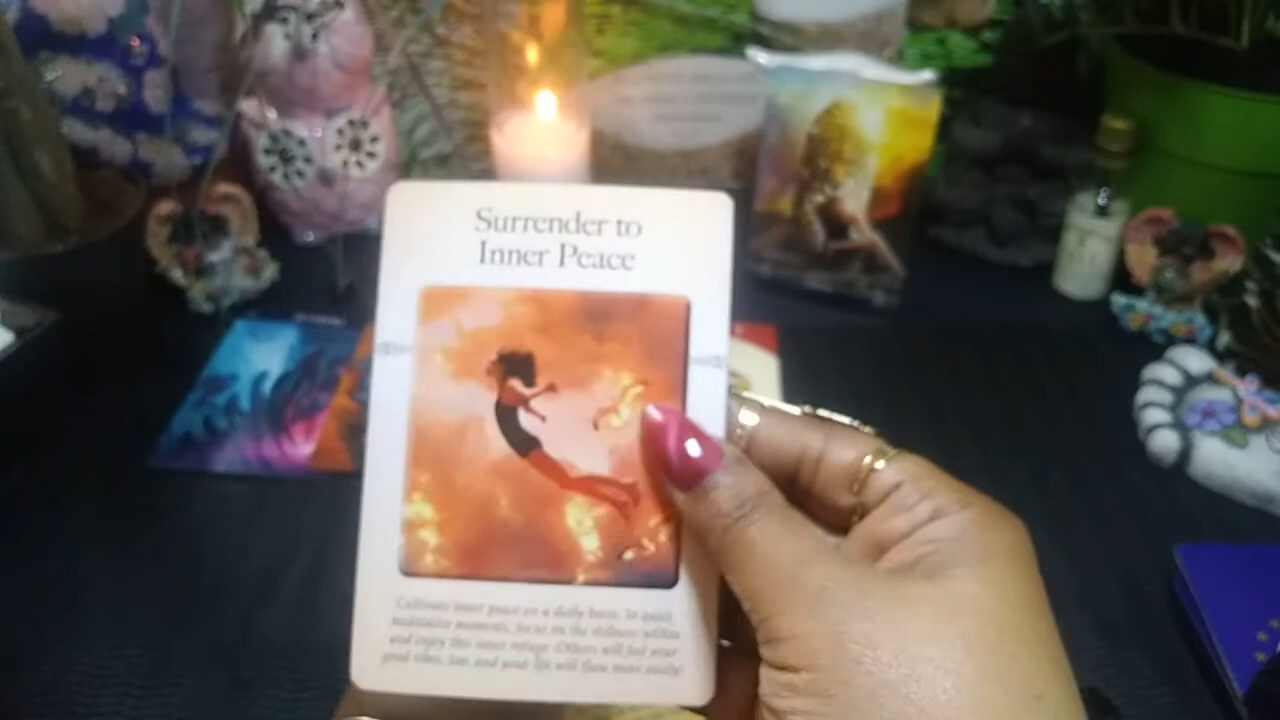 Surrender to
Inner Peace
Cultivate inner peace on a daily basis. In quiet,
meditative moments, focus on the stillness within
and enjoy this inner refuge. Others will feel your
good vibes, too, and your life will flow more easily.